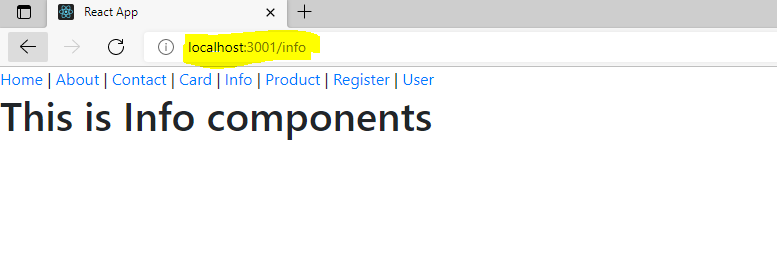 React App
localhost:3001/info
Home | About | Contact | Card | Info | Product | Register | User
This is Info components